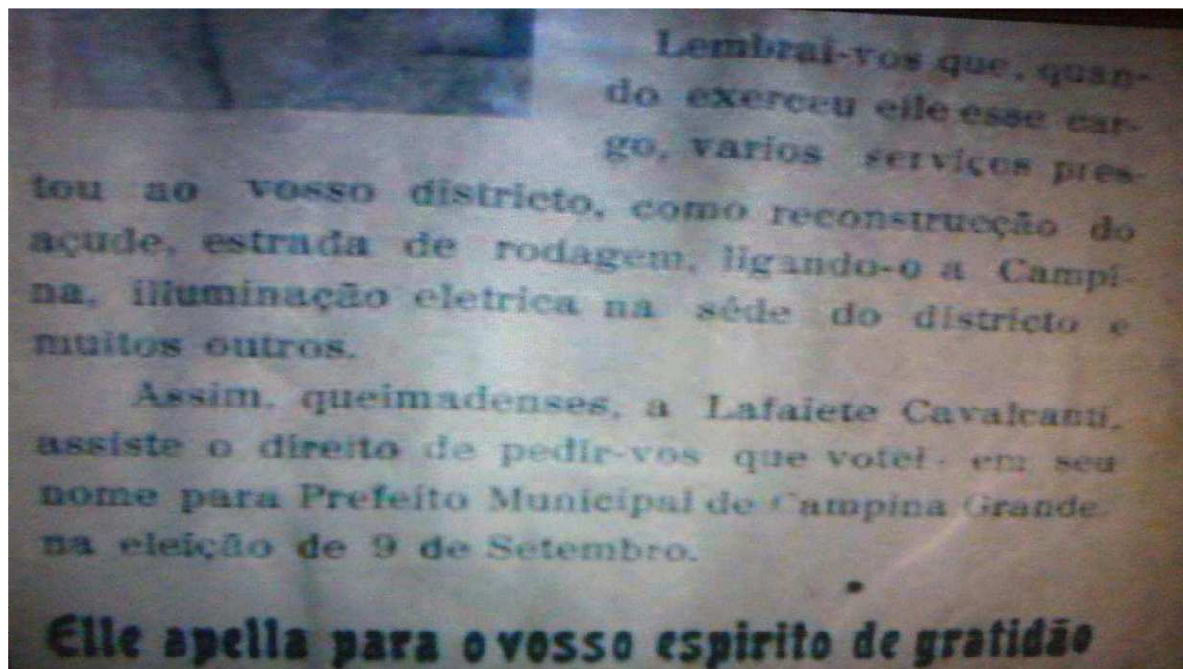 Lembrai-vos que, quan-
do exerceu elle esse car-
go, varios serviços pres-
tou ao vosso districto, como reconstrucção do
açude, estrada de rodagem, ligando-o a Campi-
na, illuminação eletrica na séde do districto e
muitos outros.
Assim, queimadenses, a Lafaiete Cavalcanti,
assiste o direito de pedir-vos que votei- em seu
nome para Prefeito Municipal de Campina Grande
na eleição de 9 de Setembro.
Elle apella para o vosso espirito de gratidão